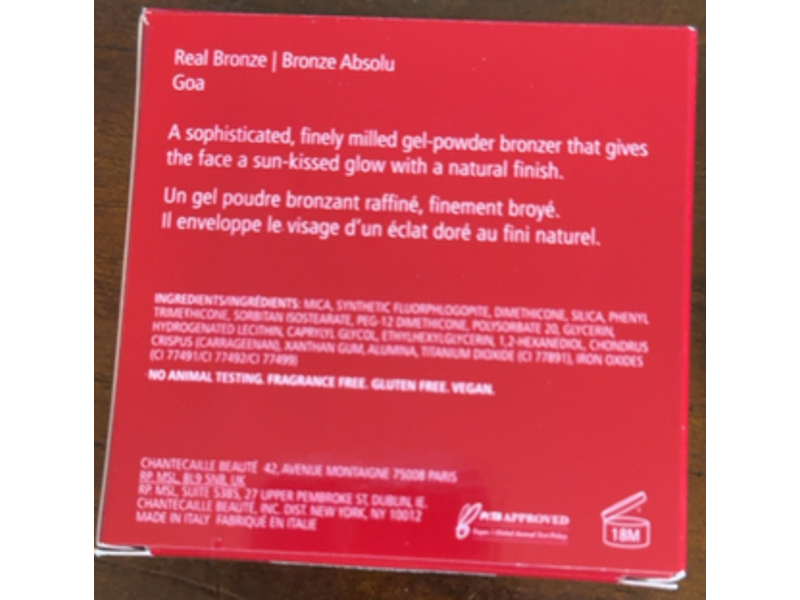 Real Bronze | Bronze Absolu
Goa
A sophisticated, finely milled gel-powder bronzer that gives
the face a sun-kissed glow with a natural finish.
Un gel poudre bronzant raffiné, finement broyé.
Il enveloppe le visage d'un éclat doré au fini naturel.
INGREDIENTS/INGRÉDIENTS: MICA, SYNTHETIC FLUORPHLOGOPITE, DIMETHICONE, SILICA, PHENYL
TRIMETHICONE, SORBITAN ISOSTEARATE, PEG-12 DIMETHICONE, POLYSORBATE 20, GLYCERIN,
HYDROGENATED LECITHIN, CAPRYLYL GLYCOL, ETHYLHEXYLGLYCERIN, 1,2-HEXANEDIOL, CHONDRUS
CRISPUS (CARRAGEENAN), XANTHAN GUM, ALUMINA, TITANIUM DIOXIDE (CI 77891), IRON OXIDES
(CI 77491/CI 77492/CI 77499)
NO ANIMAL TESTING. FRAGRANCE FREE. GLUTEN FREE. VEGAN.
CHANTECAILLE BEAUTÉ 42, AVENUE MONTAIGNE 75008 PARIS
RP. MSL, BL9 5NB, UK
RP. MSL, SUITE 5385, 27 UPPER PEMBROKE ST, DUBLIN, IE.
CHANTECAILLE BEAUTÉ, INC. DIST. NEW YORK, NY 10012
MADE IN ITALY FABRIQUÉ EN ITALIE
PETA APPROVED
Global Animal Test Policy
18M